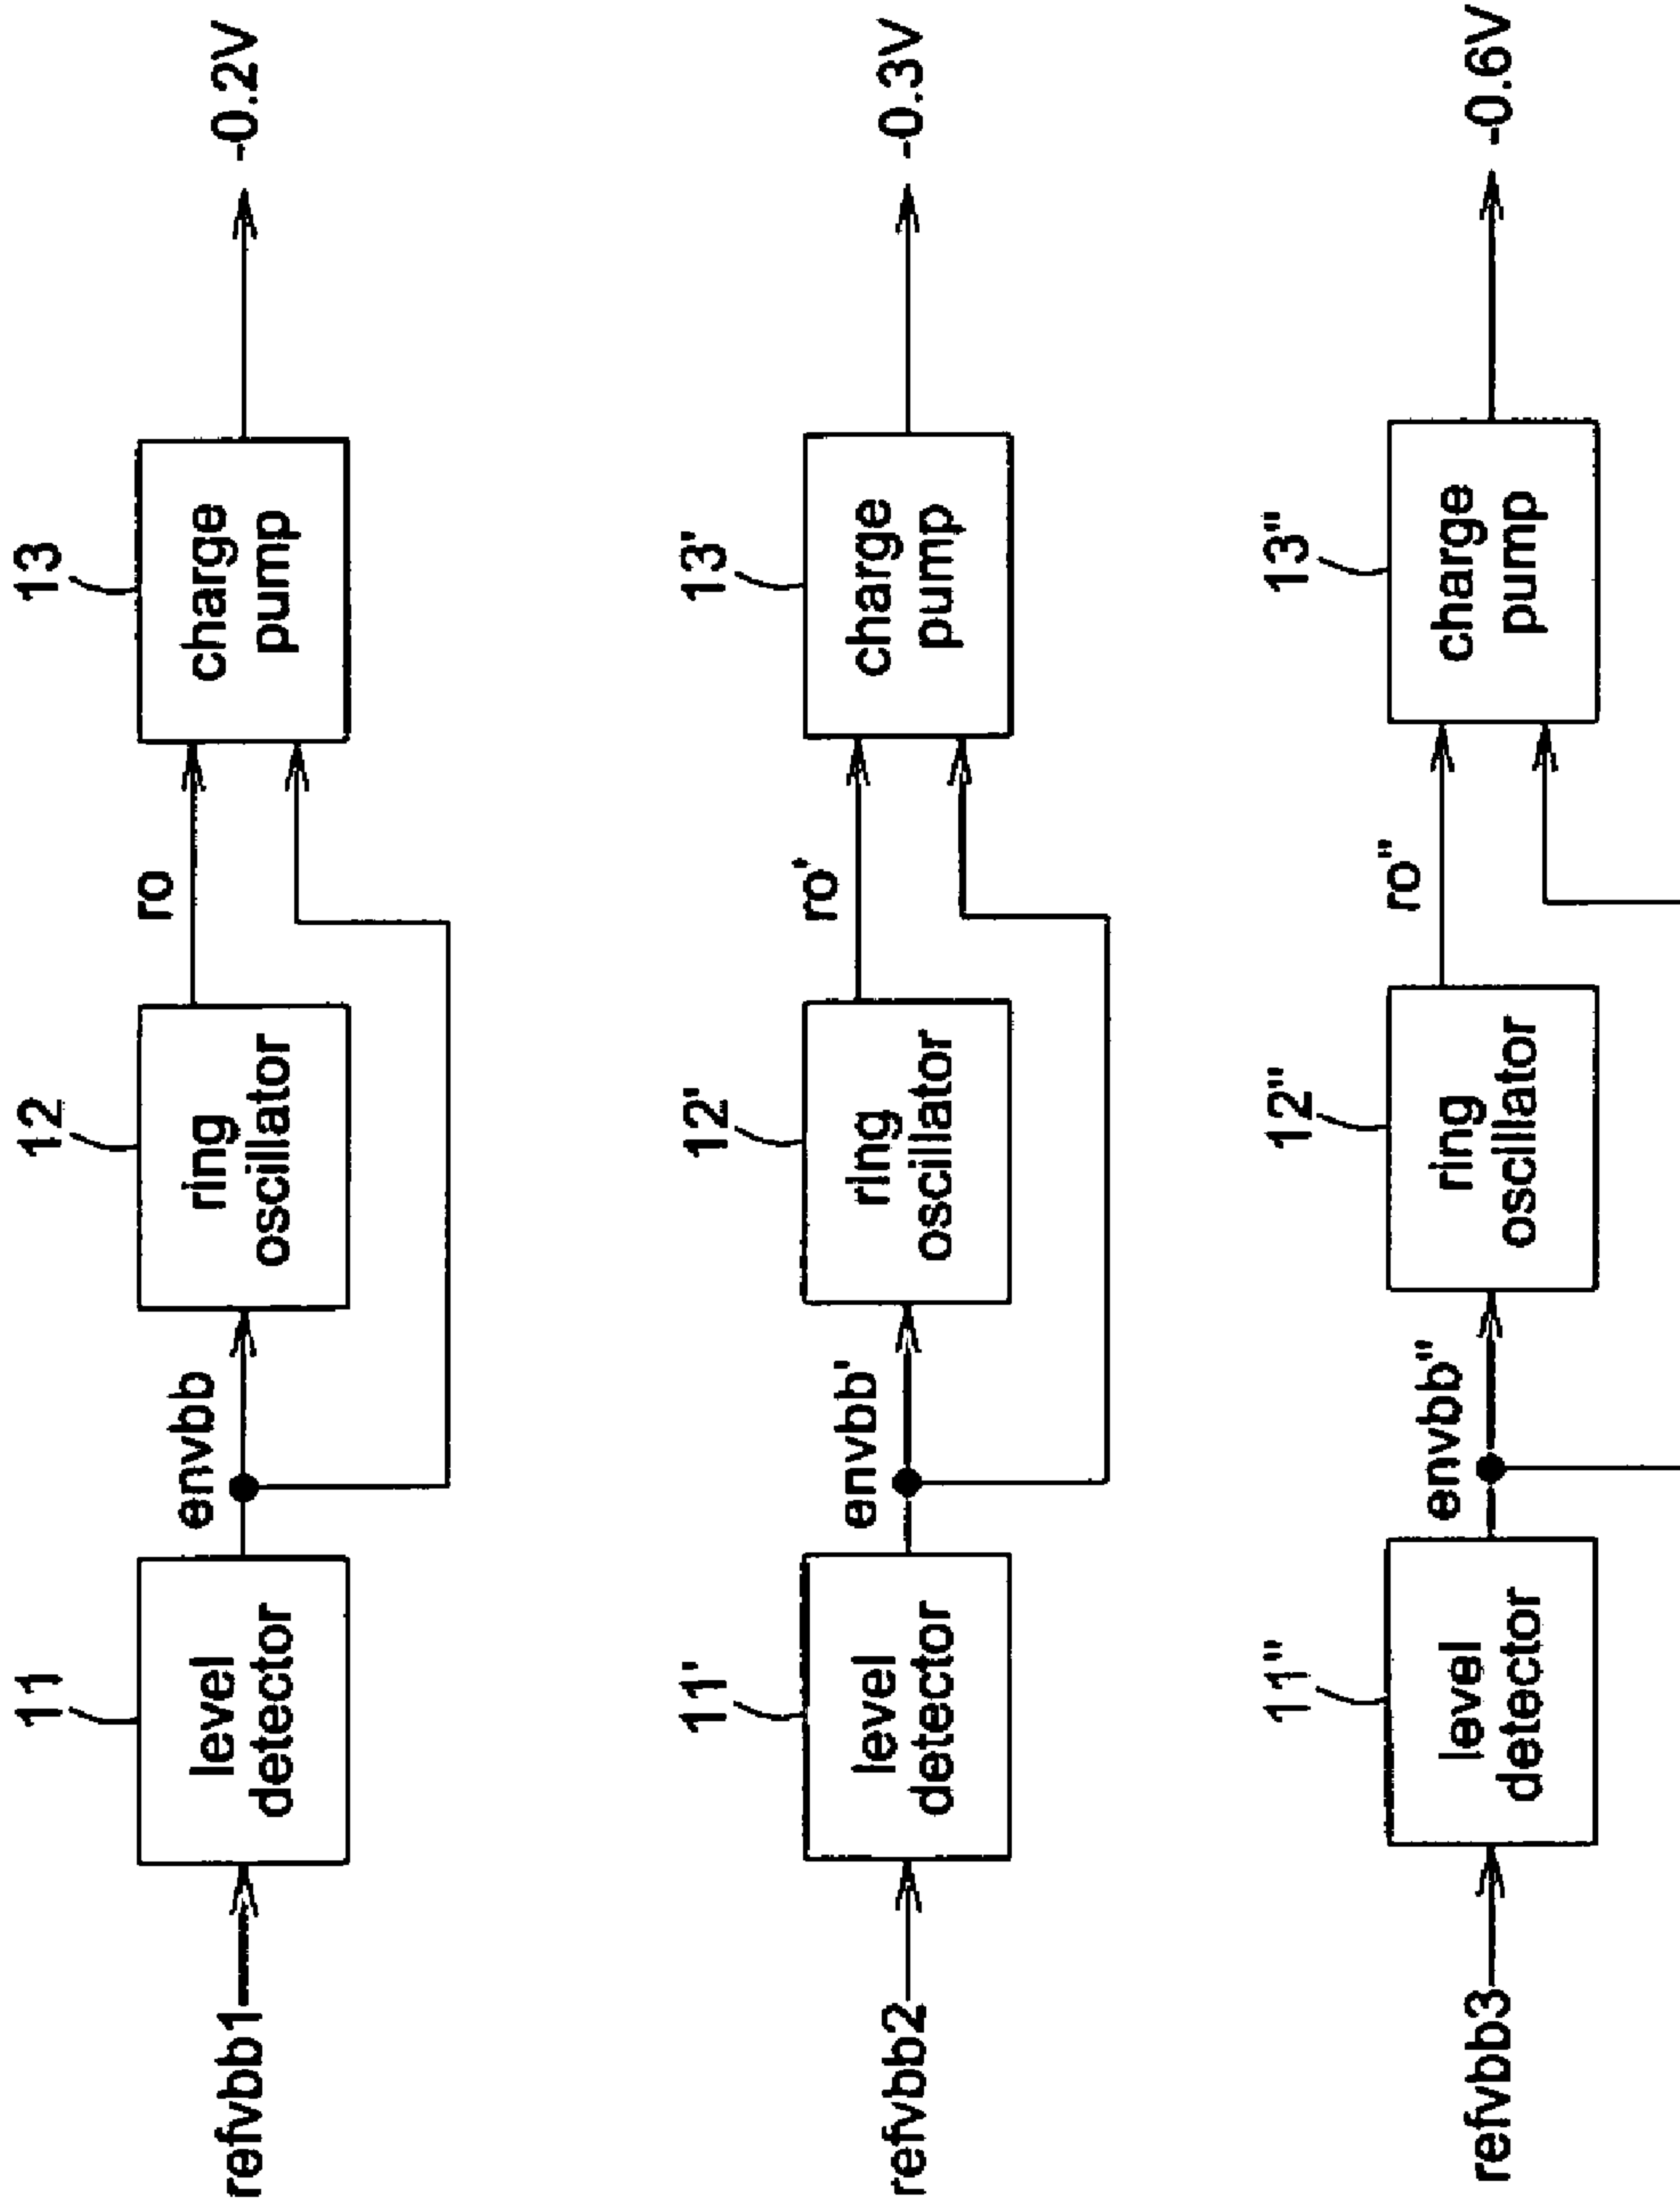 11
12
13
refvbb1
level
detector
envbb
ring
oscillator
ro
charge
pump
-0.2V
11'
12'
13'
refvbb2
level
detector
envbb'
ring
oscillator
ro'
charge
pump
-0.3V
11"
12"
13"
refvbb3
level
detector
envbb"
ring
oscillator
ro"
charge
pump
-0.6V